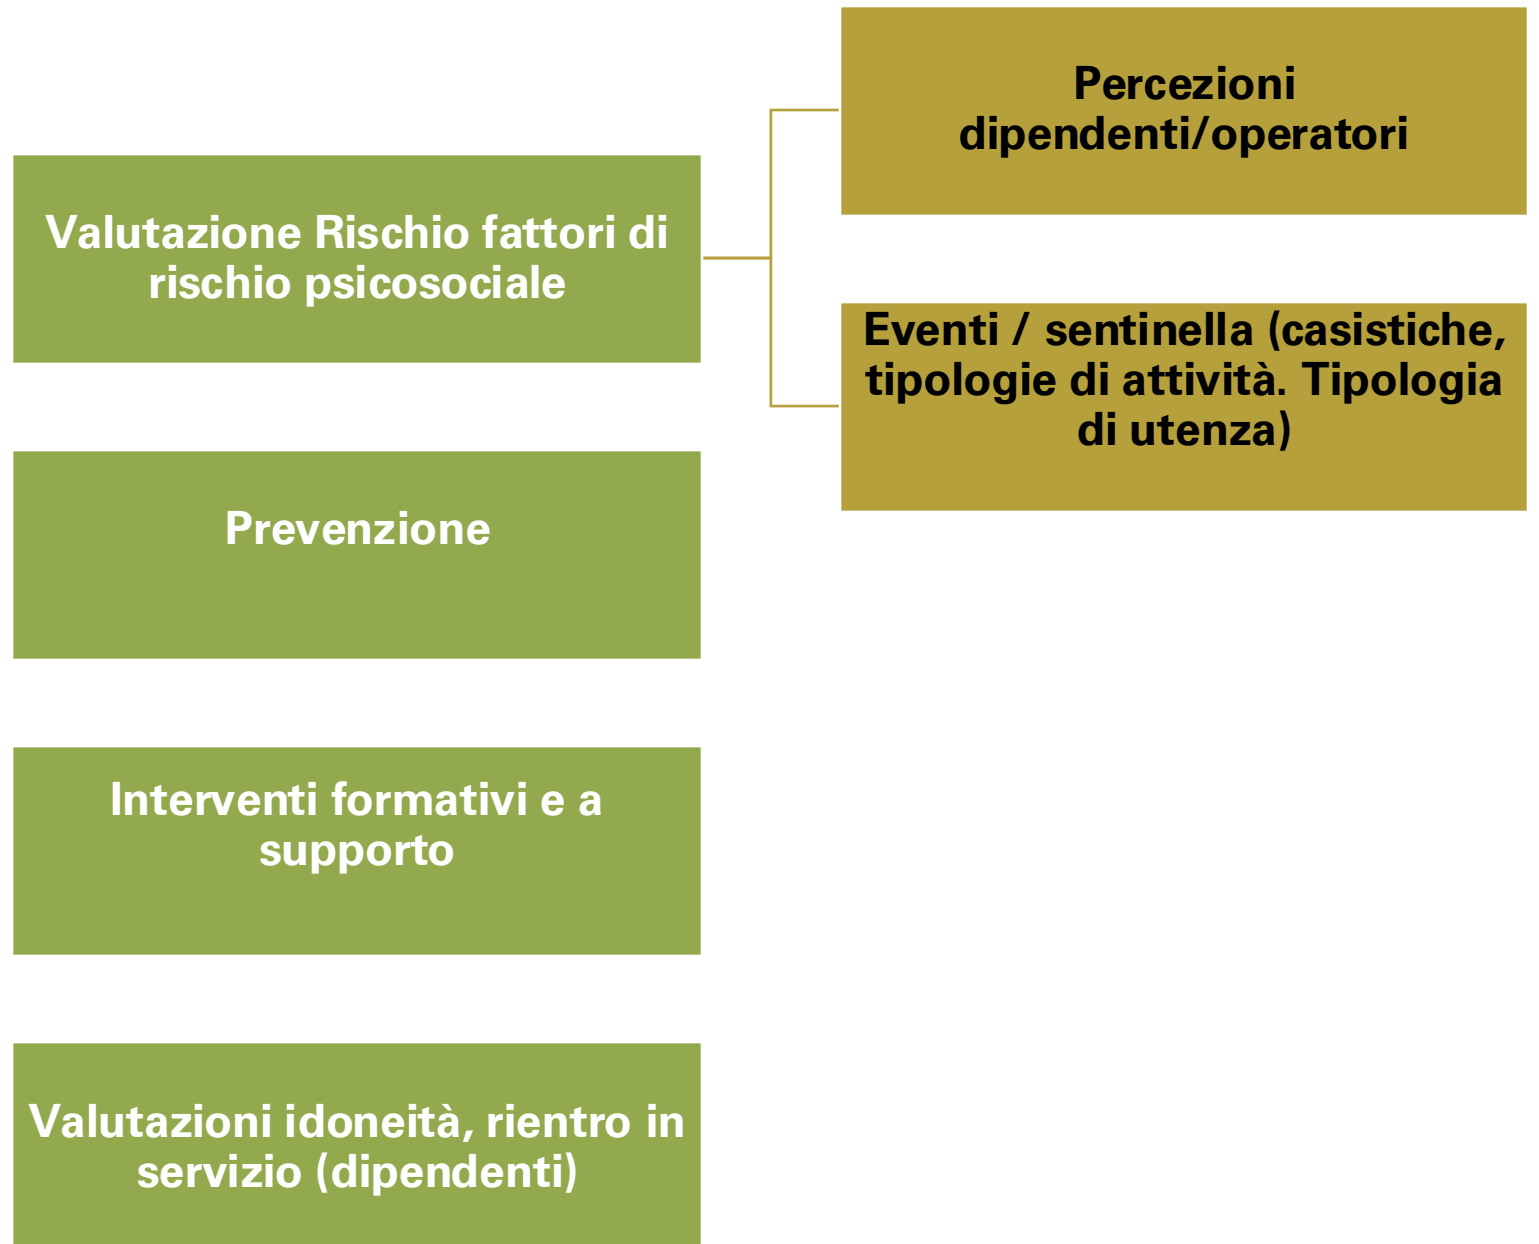 Percezioni
dipendenti/operatori
Valutazione Rischio fattori di
rischio psicosociale
Eventi / sentinella (casistiche,
tipologie di attività. Tipologia
di utenza)
Prevenzione
Interventi formativi e a
supporto
Valutazioni idoneità, rientro in
servizio (dipendenti)